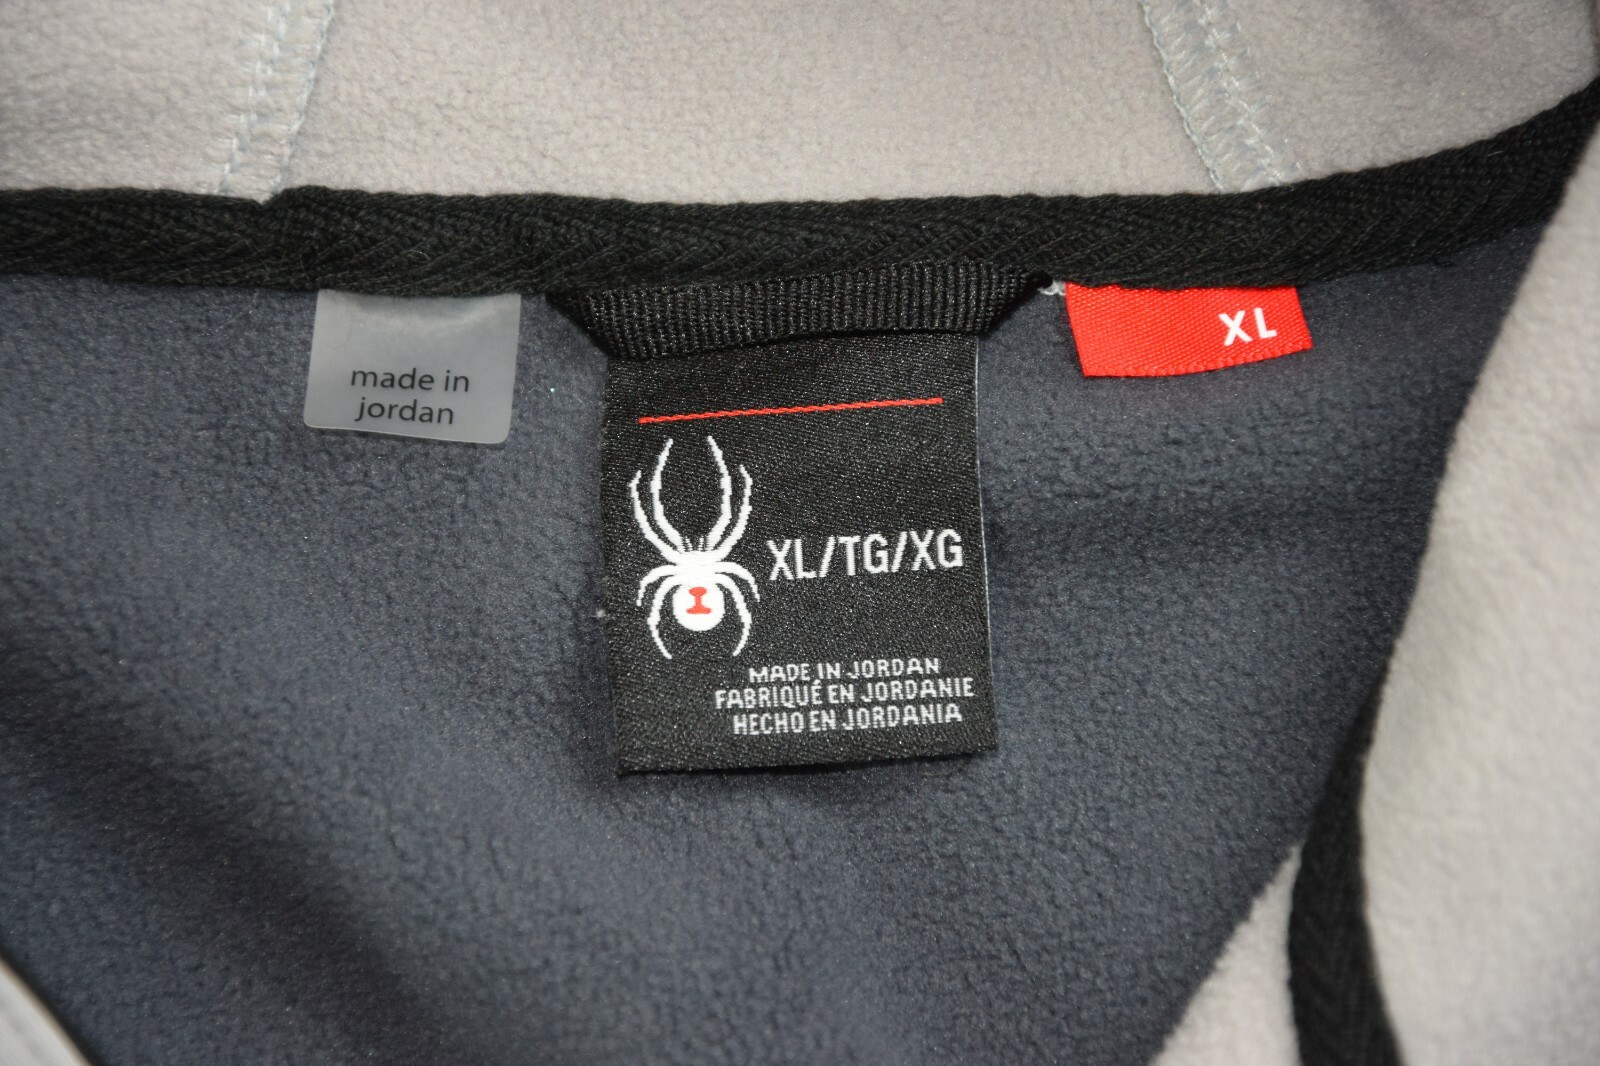 made in
jordan
XL
XL/TG/XG
MADE IN JORDAN
FABRIQUÉ EN JORDANIE
HECHO EN JORDANIA